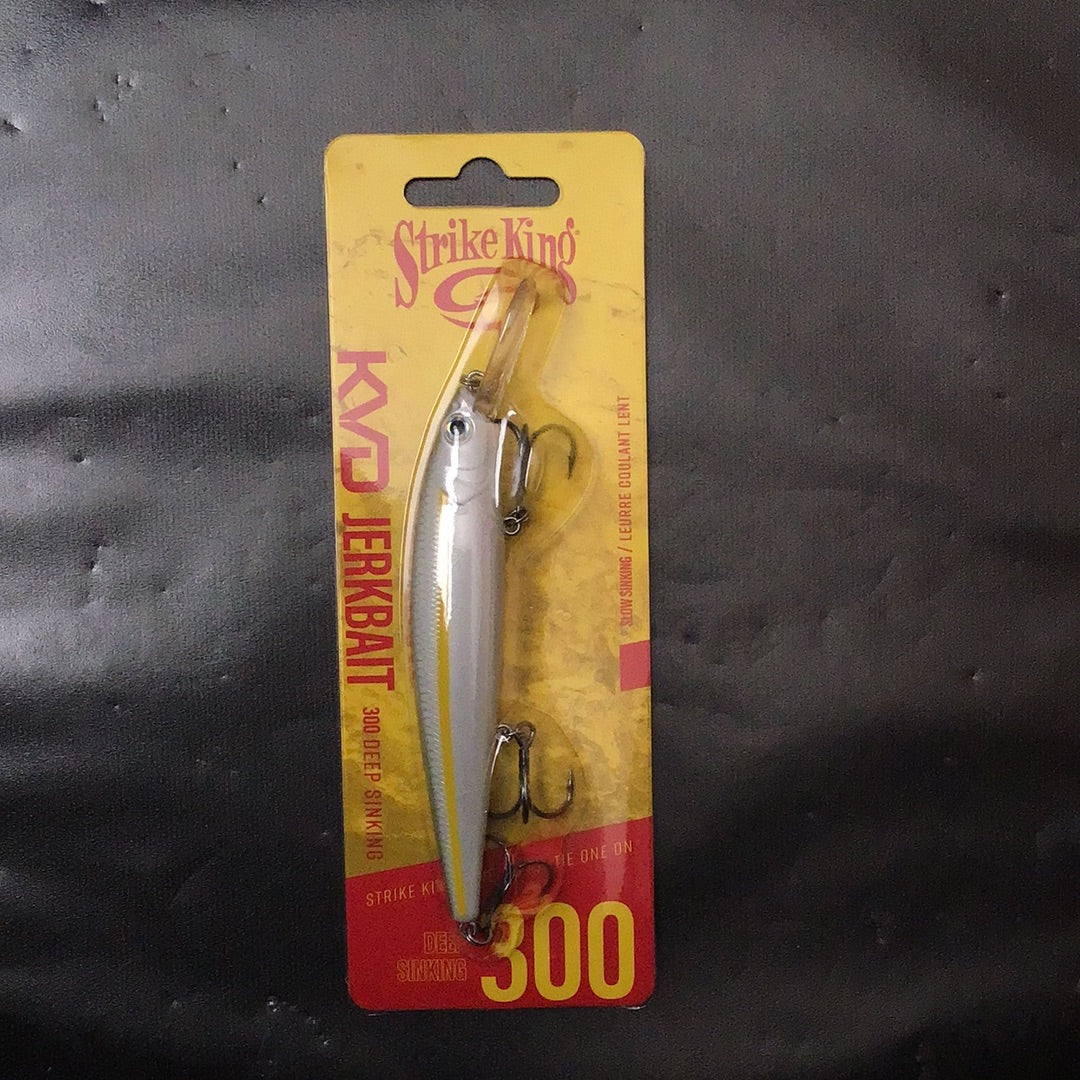 Strike King
KVD JERKBAIT
300 DEEP SINKING
SLOW SINKING / LEURRE COULANT LENT
STRIKE
TIE ONE ON
DEEP
SINKING
300